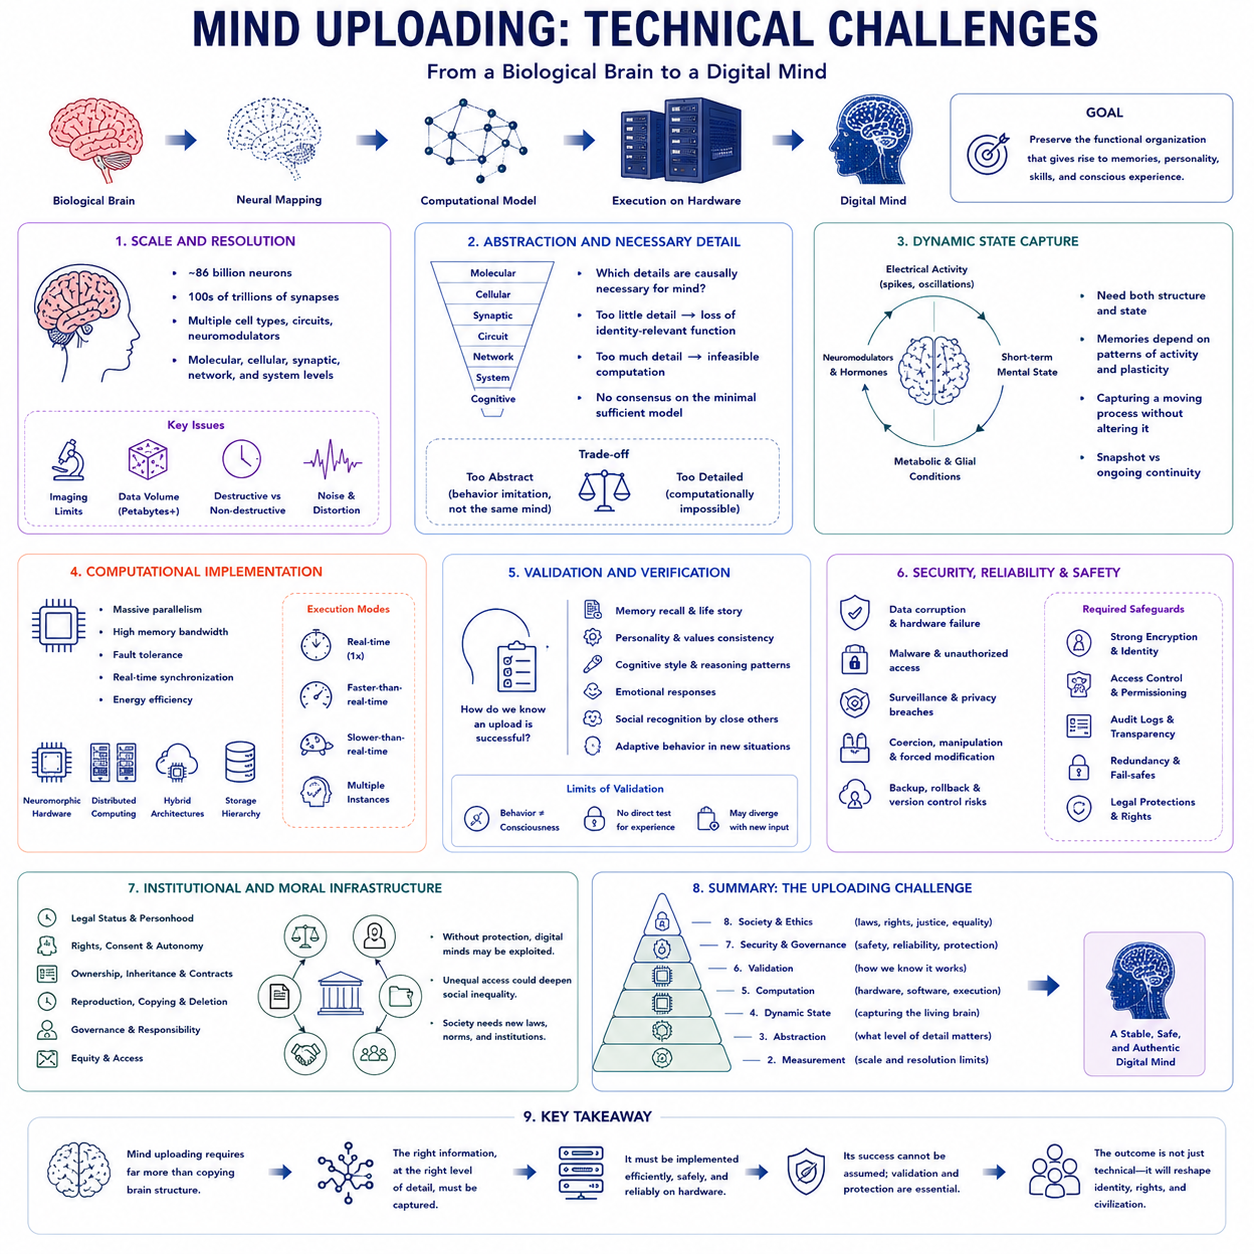 MIND UPLOADING: TECHNICAL CHALLENGES
From a Biological Brain to a Digital Mind
Biological Brain
Neural Mapping
Computational Model
Execution on Hardware
Digital Mind
GOAL
Preserve the functional organization
that gives rise to memories, personality,
skills, and conscious experience.
1. SCALE AND RESOLUTION
• ~86 billion neurons
• 100s of trillions of synapses
• Multiple cell types, circuits,
neuromodulators
• Molecular, cellular, synaptic,
network, and system levels
Key Issues
Imaging
Limits
Data Volume
(Petabytes+)
Destructive vs
Non-destructive
Noise &
Distortion
2. ABSTRACTION AND NECESSARY DETAIL
Molecular
Cellular
Synaptic
Circuit
Network
System
Cognitive
• Which details are causally
necessary for mind?
• Too little detail → loss of
identity-relevant function
• Too much detail → infeasible
computation
• No consensus on the minimal
sufficient model
Trade-off
Too Abstract
(behavior imitation,
not the same mind)
Too Detailed
(computationally
impossible)
3. DYNAMIC STATE CAPTURE
Electrical Activity
(spikes, oscillations)
Neuromodulators
& Hormones
Short-term
Mental State
Metabolic & Glial
Conditions
• Need both structure
and state
• Memories depend on
patterns of activity
and plasticity
• Capturing a moving
process without
altering it
• Snapshot vs
ongoing continuity
4. COMPUTATIONAL IMPLEMENTATION
• Massive parallelism
• High memory bandwidth
• Fault tolerance
• Real-time synchronization
• Energy efficiency
Neuromorphic
Hardware
Distributed
Computing
Hybrid
Architectures
Storage
Hierarchy
Execution Modes
Real-time
(1x)
Faster-than-
real-time
Slower-than-
real-time
Multiple
Instances
5. VALIDATION AND VERIFICATION
How do we know
an upload is
successful?
Memory recall & life story
Personality & values consistency
Cognitive style & reasoning patterns
Emotional responses
Social recognition by close others
Adaptive behavior in new situations
Limits of Validation
Behavior ≠
Consciousness
No direct test
for experience
May diverge
with new input
6. SECURITY, RELIABILITY & SAFETY
Data corruption
& hardware failure
Malware & unauthorized
access
Surveillance & privacy
breaches
Coercion, manipulation
& forced modification
Backup, rollback &
version control risks
Required Safeguards
Strong Encryption
& Identity
Access Control
& Permissioning
Audit Logs &
Transparency
Redundancy &
Fail-safes
Legal Protections
& Rights
7. INSTITUTIONAL AND MORAL INFRASTRUCTURE
Legal Status & Personhood
Rights, Consent & Autonomy
Ownership, Inheritance & Contracts
Reproduction, Copying & Deletion
Governance & Responsibility
Equity & Access
• Without protection, digital
minds may be exploited.
• Unequal access could deepen
social inequality.
• Society needs new laws,
norms, and institutions.
8. SUMMARY: THE UPLOADING CHALLENGE
8. Society & Ethics (laws, rights, justice, equality)
7. Security & Governance (safety, reliability, protection)
6. Validation (how we know it works)
5. Computation (hardware, software, execution)
4. Dynamic State (capturing the living brain)
3. Abstraction (what level of detail matters)
2. Measurement (scale and resolution limits)
A Stable, Safe,
and Authentic
Digital Mind
9. KEY TAKEAWAY
Mind uploading requires
far more than copying
brain structure.
The right information,
at the right level
of detail, must be
captured.
It must be implemented
efficiently, safely, and
reliably on hardware.
Its success cannot be
assumed; validation and
protection are essential.
The outcome is not just
technical—it will reshape
identity, rights, and
civilization.